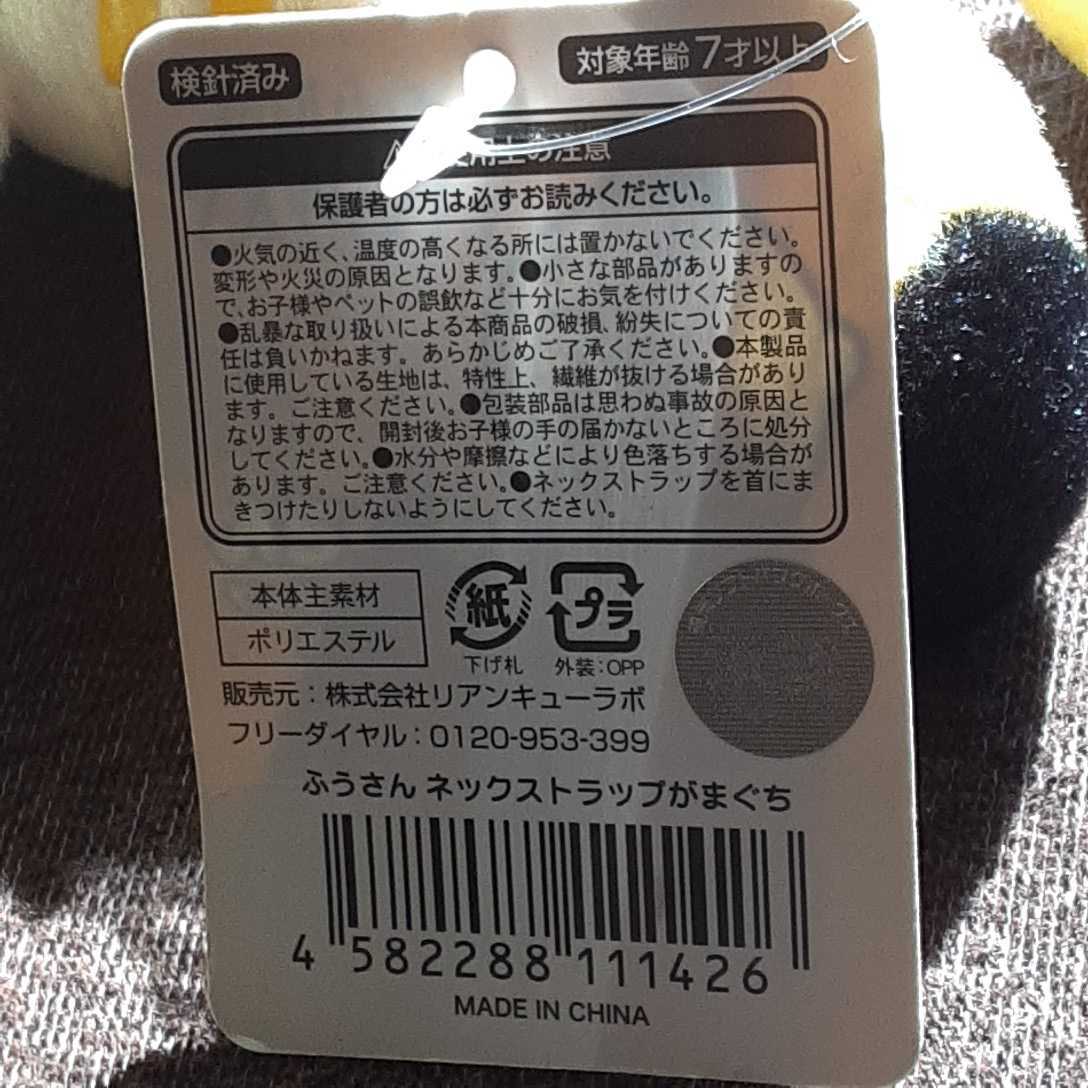 検針済み
対象年齢7才以上
用上の注意
保護者の方は必ずお読みください。
●火気の近く、温度の高くなる所には置かないでください。
変形や火災の原因となります。●小さな部品がありますの
で、お子様やペットの誤飲など十分にお気を付けください。
●乱暴な取り扱いによる本商品の破損、紛失についての責
任は負いかねます。あらかじめご了承ください。●本製品
に使用している生地は、特性上、繊維が抜ける場合があり
ます。ご注意ください。●包装部品は思わぬ事故の原因と
なりますので、開封後お子様の手の届かないところに処分
してください。●水分や摩擦などにより色落ちする場合が
あります。ご注意ください。●ネックストラップを首にま
きつけたりしないようにしてください。
本体主素材
ポリエステル
紙
下げ札
プラ
外装:OPP
販売元:株式会社リアンキューラボ
フリーダイヤル:0120-953-399
ふうさん ネックストラップがまぐち
4 582288 111426
MADE IN CHINA